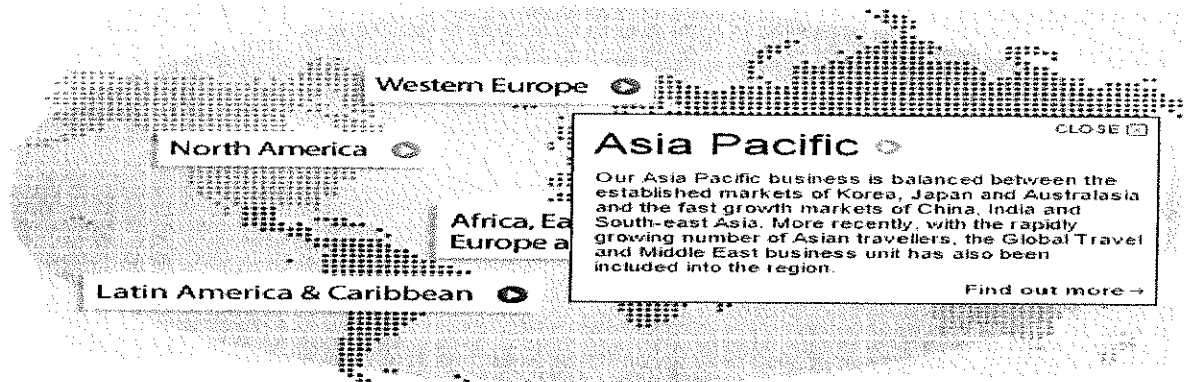 Western Europe
North America
Africa, Ea
Europe a
Latin America & Caribbean
CLOSE
Asia Pacific
Our Asia Pacific business is balanced between the
established markets of Korea, Japan and Australasia
and the fast growth markets of China, India and
South-east Asia. More recently, with the rapidly
growing number of Asian travellers, the Global Travel
and Middle East business unit has also been
included into the region.
Find out more→